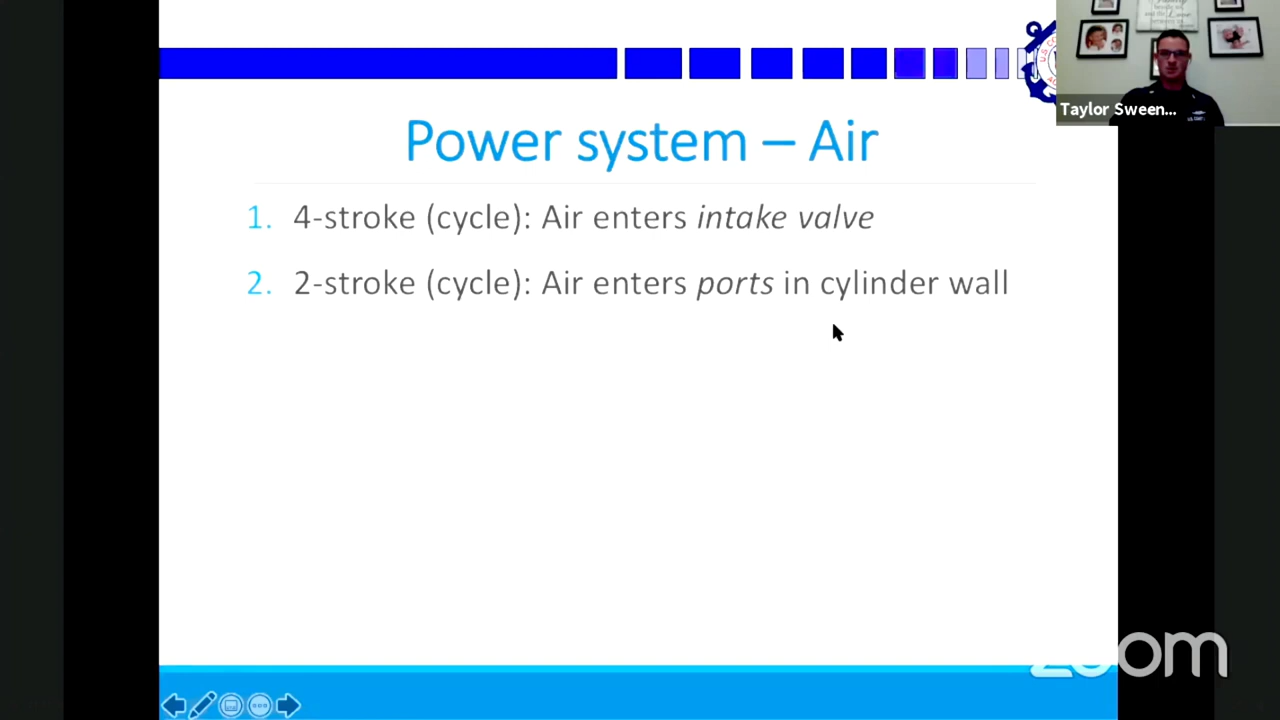 Power system – Air
1. 4-stroke (cycle): Air enters intake valve
2. 2-stroke (cycle): Air enters ports in cylinder wall
Taylor Sween...
zoom